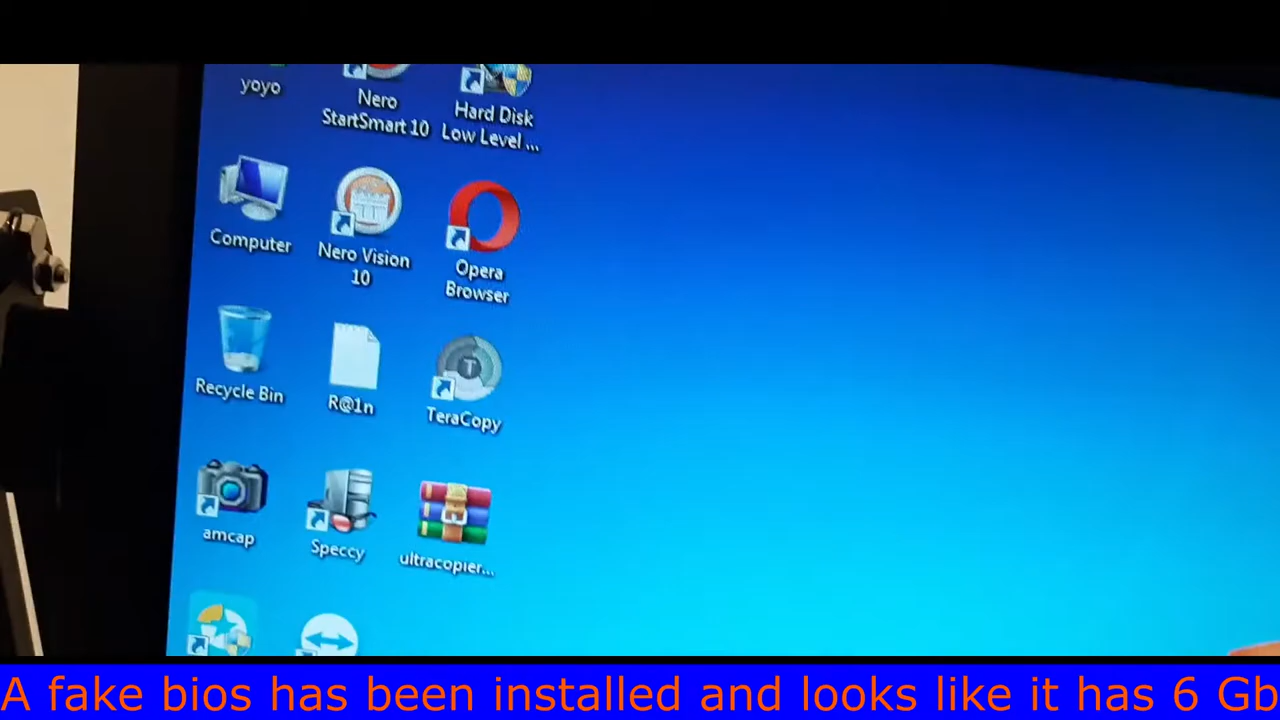 yoyo
Nero
StartSmart 10
Hard Disk
Low Level ...
Computer
Nero Vision
10
Opera
Browser
Recycle Bin
R@1n
T
TeraCopy
amcap
Speccy
ultracopier...
A fake bios has been installed and looks like it has 6 Gb